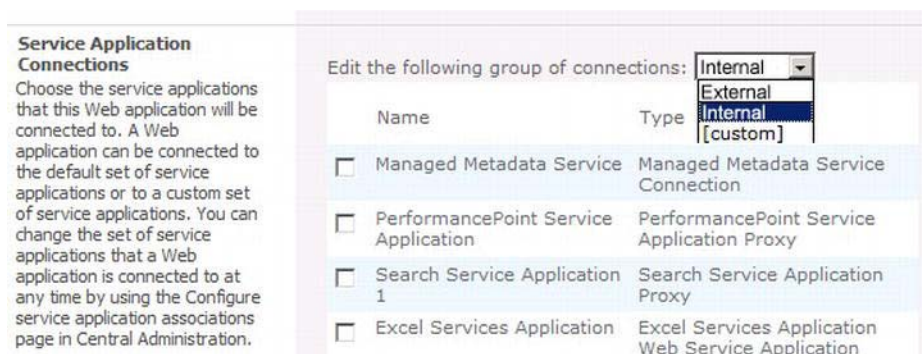 Service Application
Connections
Choose the service applications
that this Web application will be
connected to. A Web
application can be connected to
the default set of service
applications or to a custom set
of service applications. You can
change the set of service
applications that a Web
application is connected to at
any time by using the Configure
service application associations
page in Central Administration.
Edit the following group of connections: Internal
External
Internal
[custom]
Name Type
Managed Metadata Service Managed Metadata Service
Connection
PerformancePoint Service PerformancePoint Service
Application Application Proxy
Search Service Application Search Service Application
1 Proxy
Excel Services Application Excel Services Application
Web Service Application